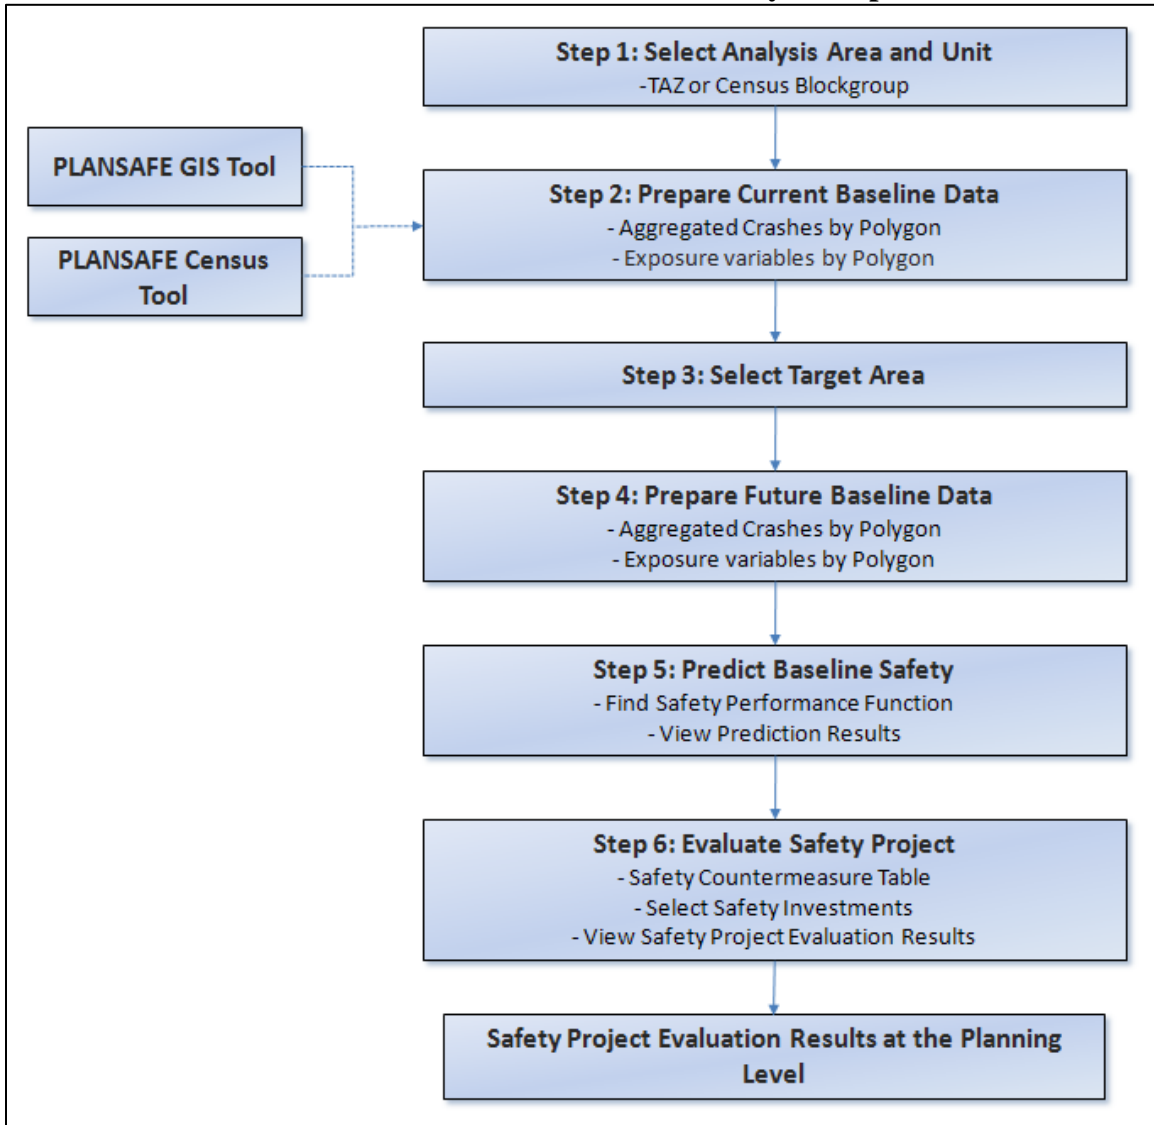 Step 1: Select Analysis Area and Unit
-TAZ or Census Blockgroup
PLANSAFE GIS Tool
PLANSAFE Census
Tool
Step 2: Prepare Current Baseline Data
- Aggregated Crashes by Polygon
- Exposure variables by Polygon
Step 3: Select Target Area
Step 4: Prepare Future Baseline Data
- Aggregated Crashes by Polygon
- Exposure variables by Polygon
Step 5: Predict Baseline Safety
- Find Safety Performance Function
- View Prediction Results
Step 6: Evaluate Safety Project
- Safety Countermeasure Table
- Select Safety Investments
- View Safety Project Evaluation Results
Safety Project Evaluation Results at the Planning
Level